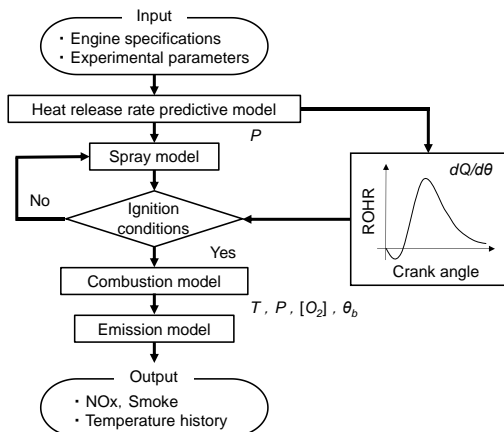 Input
・Engine specifications
・Experimental parameters
Heat release rate predictive model
P
Spray model
dQ/dθ
No
Ignition
conditions
ROHR
Yes
Crank angle
Combustion model
T , P , [O₂] , θb
Emission model
Output
・NOx, Smoke
・Temperature history